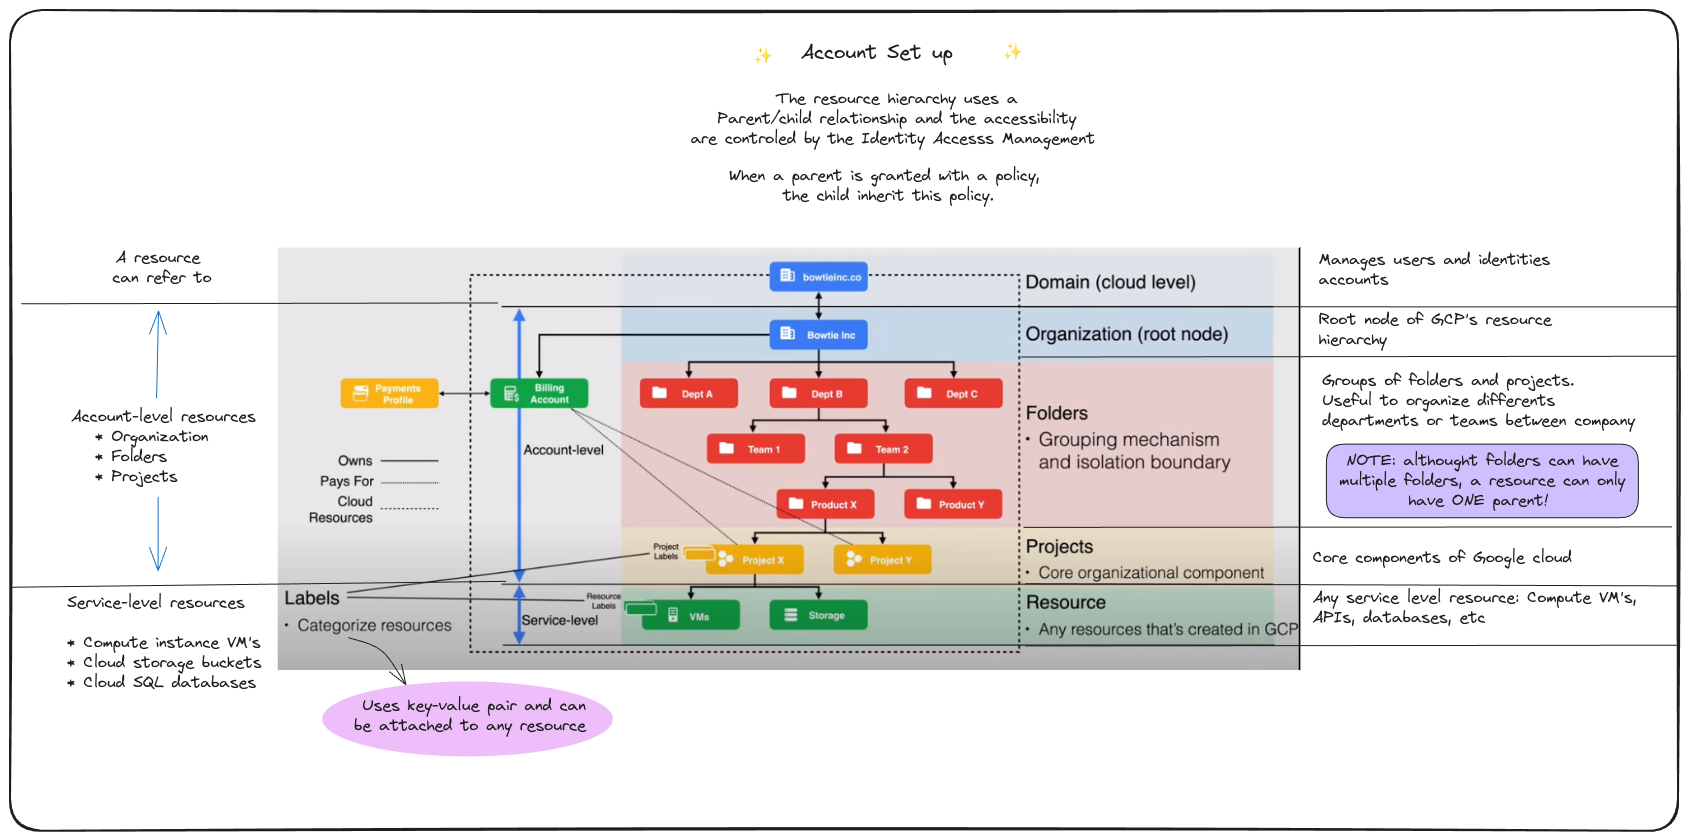 ✨ Account Set up ✨
The resource hierarchy uses a
Parent/child relationship and the accessibility
are controled by the Identity Accesss Management
When a parent is granted with a policy,
the child inherit this policy.
A resource
can refer to
Account-level resources
* Organization
* Folders
* Projects
Service-level resources
* Compute instance VM's
* Cloud storage buckets
* Cloud SQL databases
bowtieinc.co
Bowtie Inc
Payments
Profile
Billing
Account
Dept A
Dept B
Dept C
Account-level
Team 1
Team 2
Owns
Pays For
Cloud
Resources
Product X
Product Y
Project
Labels
Project X
Project Y
Labels
• Categorize resources
Resource
Labels
Service-level
VMs
Storage
Uses key-value pair and can
be attached to any resource
Domain (cloud level)
Organization (root node)
Folders
• Grouping mechanism
and isolation boundary
Projects
• Core organizational component
Resource
• Any resources that's created in GCP
Manages users and identities
accounts
Root node of GCP's resource
hierarchy
Groups of folders and projects.
Useful to organize differents
departments or teams between company
NOTE: althought folders can have
multiple folders, a resource can only
have ONE parent!
Core components of Google cloud
Any service level resource: Compute VM's,
APIs, databases, etc